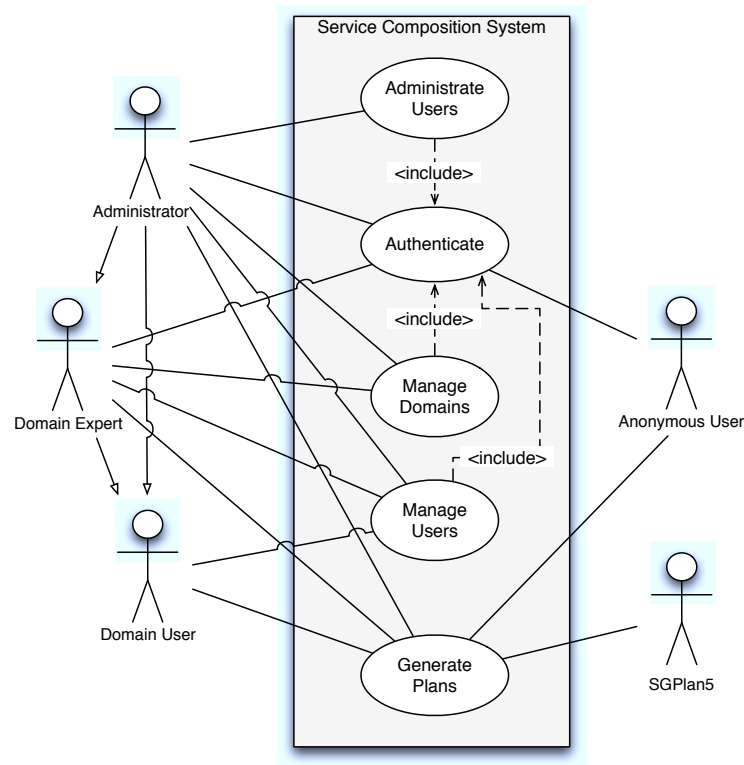 Service Composition System
Administrate
Users
<include>
Administrator
Authenticate
<include>
Domain Expert
Manage
Domains
Anonymous User
<include>
Manage
Users
Domain User
Generate
Plans
SGPlan5